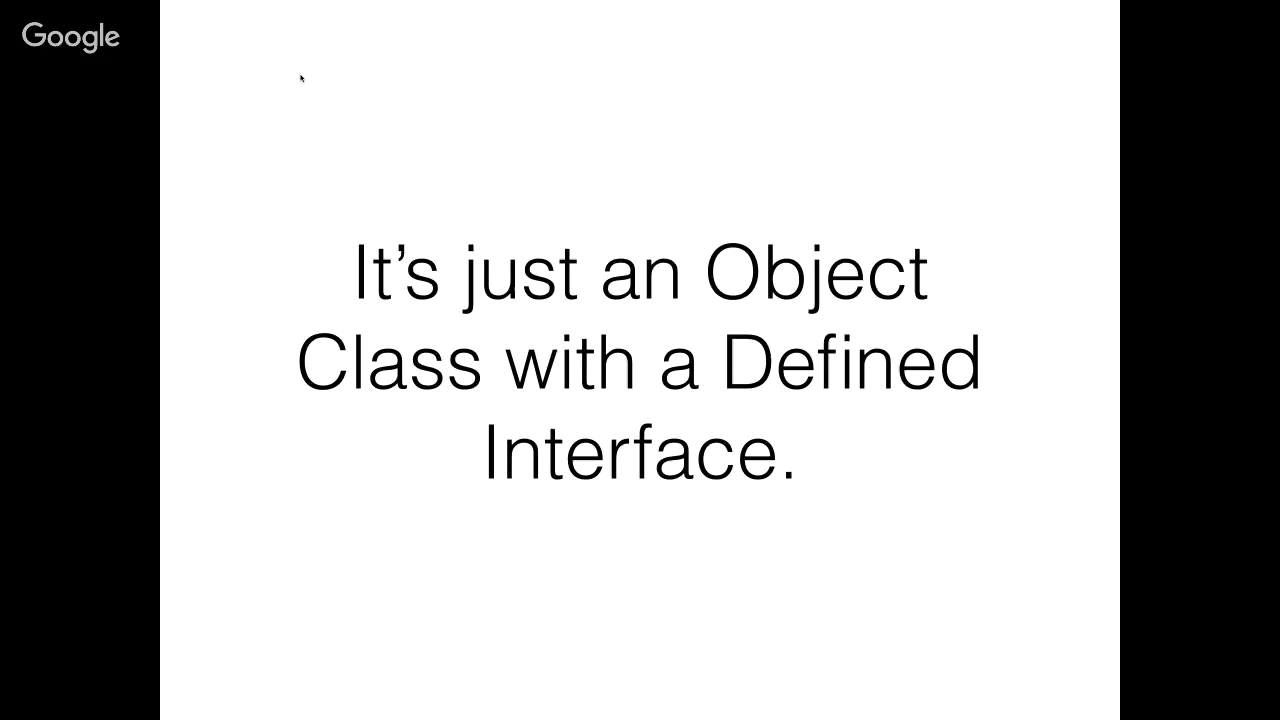 Google
It’s just an Object
Class with a Defined
Interface.